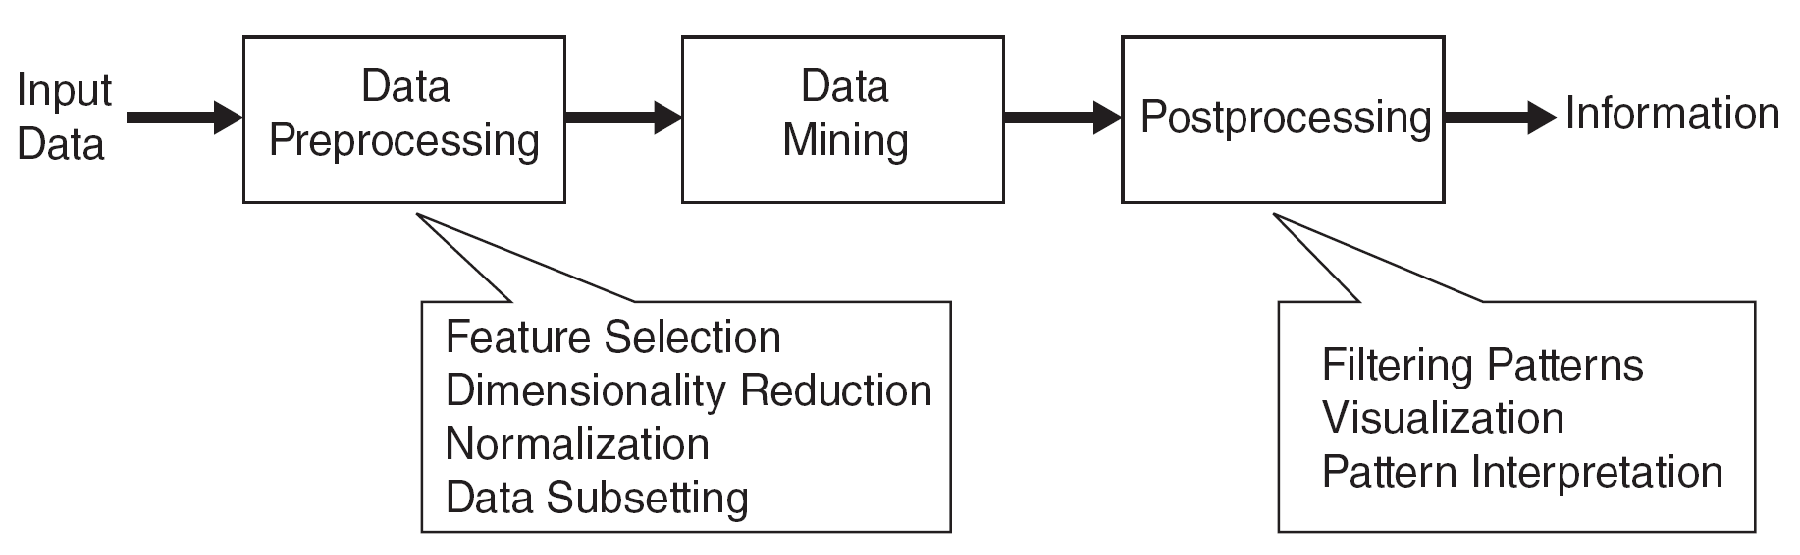 Input
Data
Data
Preprocessing
Data
Mining
Postprocessing
Information
Feature Selection
Dimensionality Reduction
Normalization
Data Subsetting
Filtering Patterns
Visualization
Pattern Interpretation